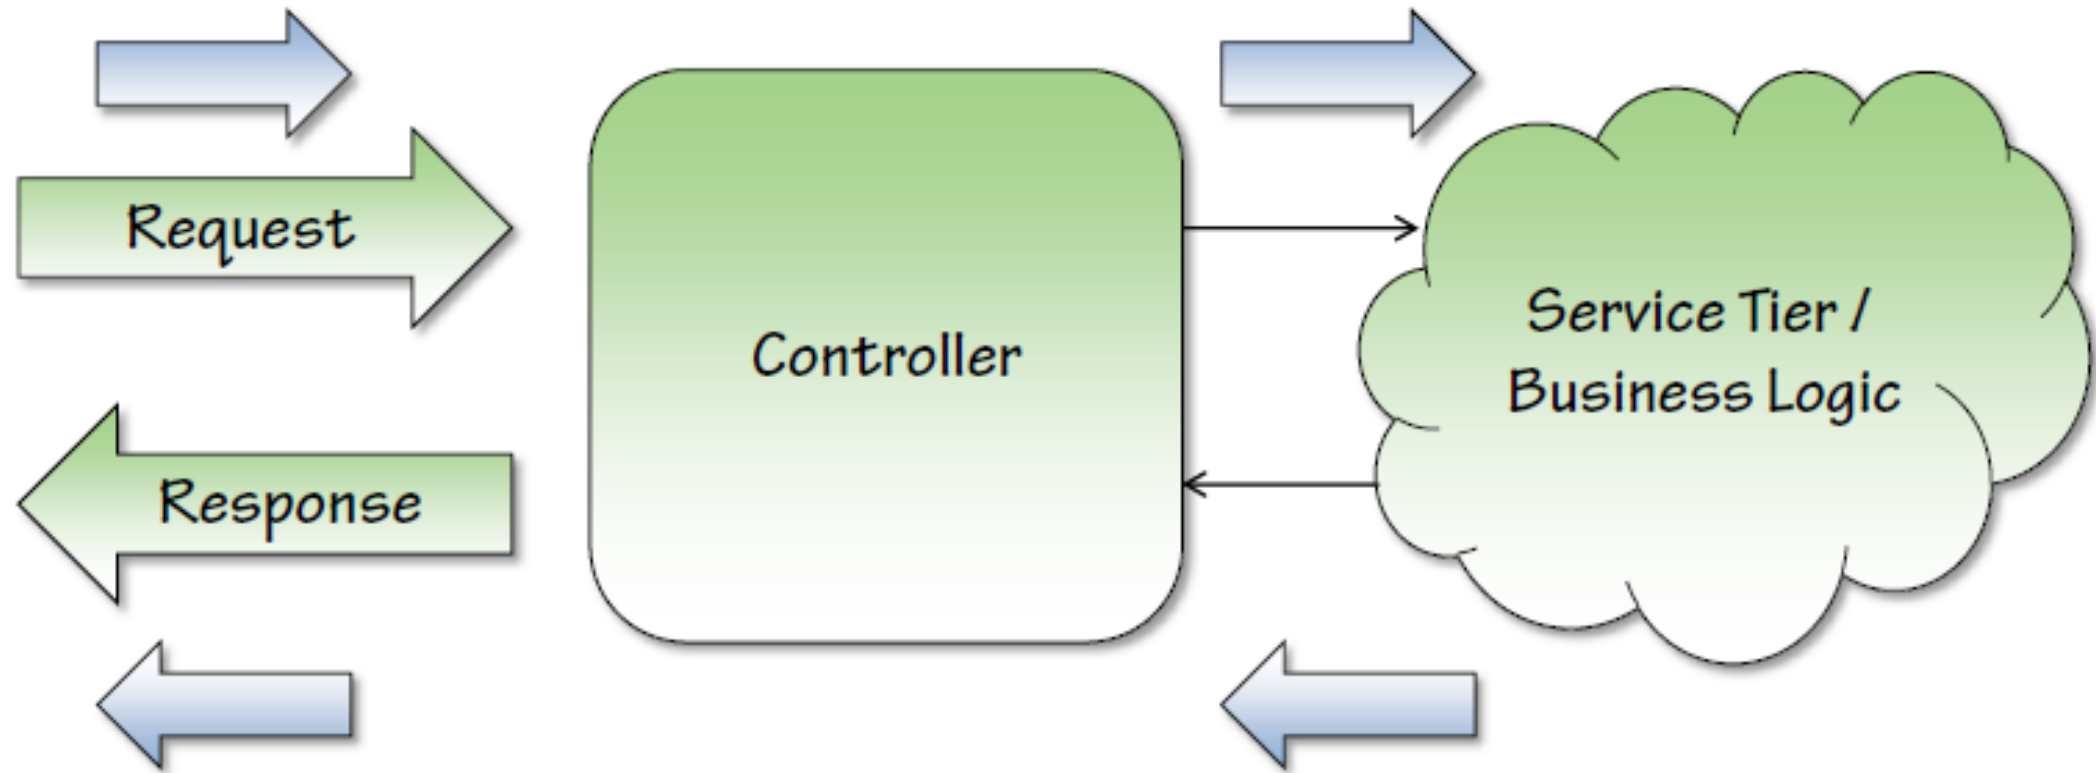 Request
Controller
Service Tier /
Business Logic
Response